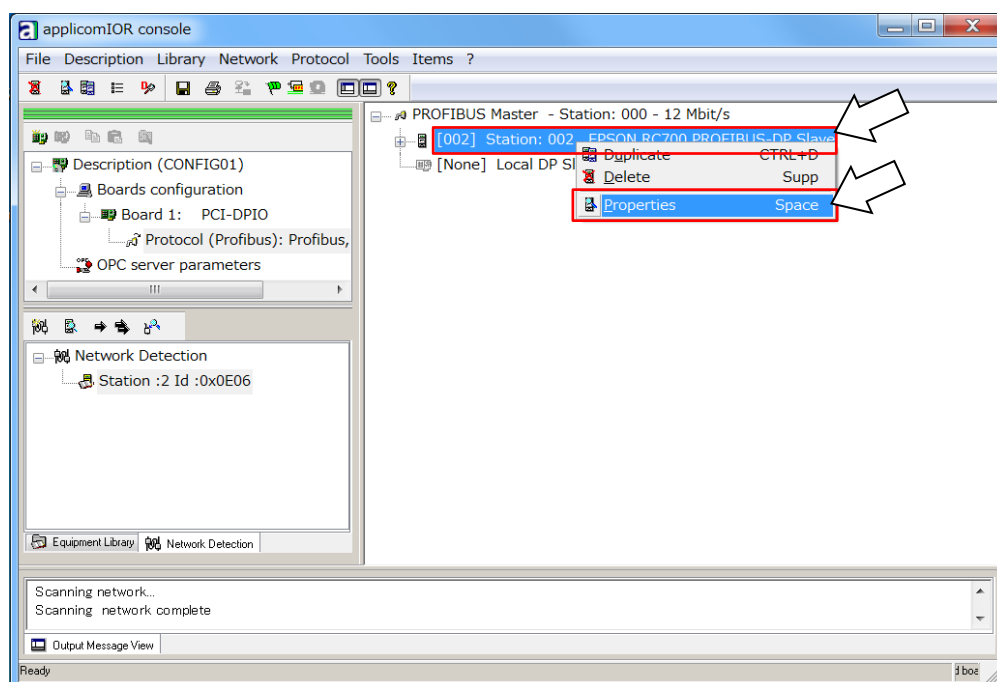 applicomIOR console
File Description Library Network Protocol Tools Items ?
PROFIBUS Master - Station: 000 - 12 Mbit/s
[002] Station: 002 EPSON RC700 PROFIBUS-DP Slave
[None] Local DP Sl
Duplicate CTRL+D
Delete Supp
Properties Space
Description (CONFIG01)
Boards configuration
Board 1: PCI-DPIO
Protocol (Profibus): Profibus,
OPC server parameters
Network Detection
Station :2 Id :0x0E06
Equipment Library Network Detection
Scanning network...
Scanning network complete
Output Message View
Ready